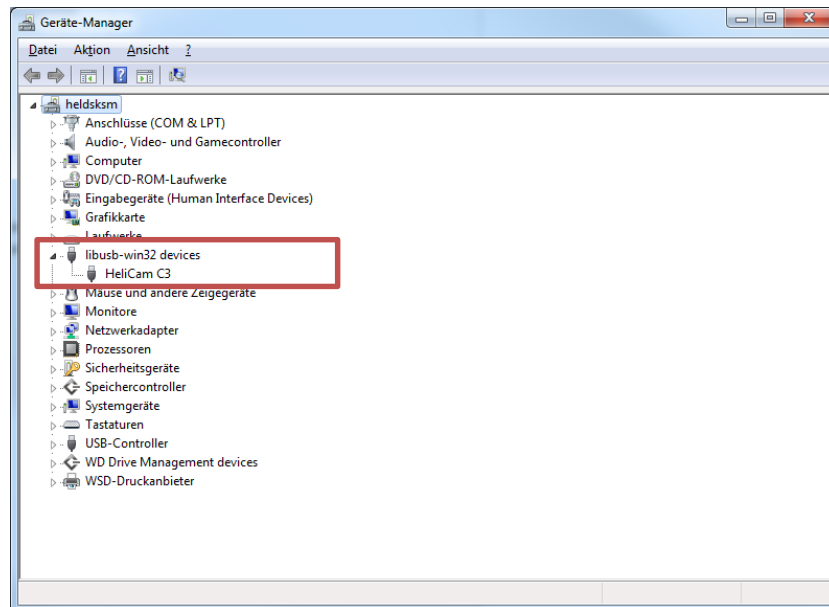 Geräte-Manager
Datei Aktion Ansicht ?
heldsksm
Anschlüsse (COM & LPT)
Audio-, Video- und Gamecontroller
Computer
DVD/CD-ROM-Laufwerke
Eingabegeräte (Human Interface Devices)
Grafikkarte
Laufwerke
libusb-win32 devices
HeliCam C3
Mäuse und andere Zeigegeräte
Monitore
Netzwerkadapter
Prozessoren
Sicherheitsgeräte
Speichercontroller
Systemgeräte
Tastaturen
USB-Controller
WD Drive Management devices
WSD-Druckanbieter